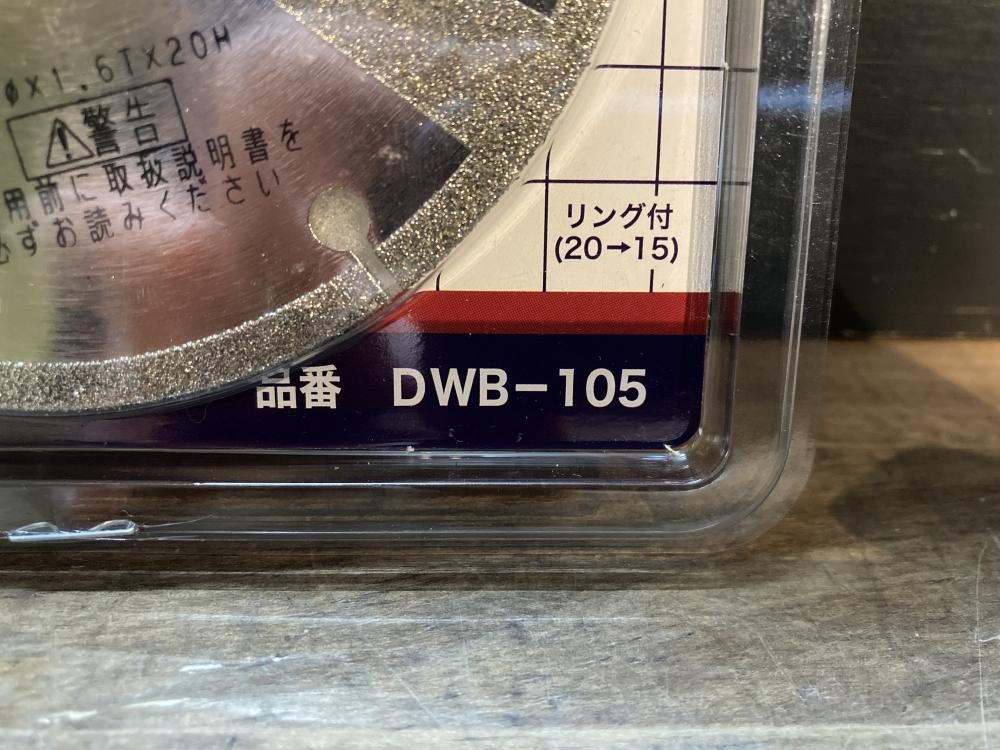 φX1.6TX20H
⚠警告
用前に取扱説明書を
必ずお読みください
リング付
(20→15)
品番 DWB-105